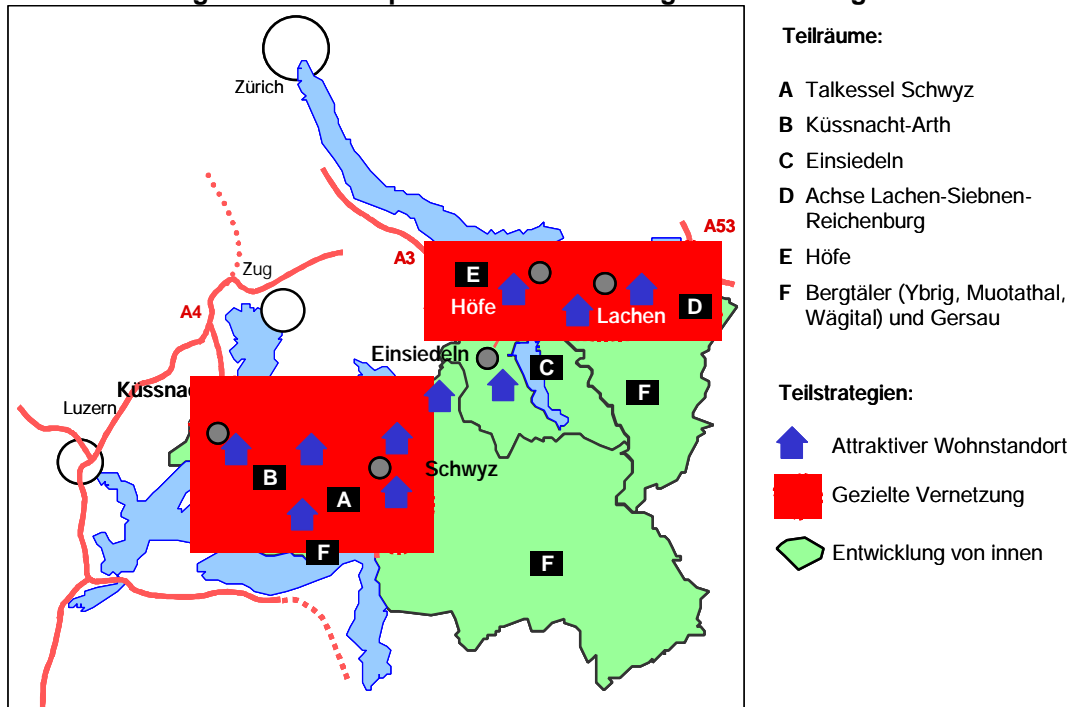 Teilräume:
A Talkessel Schwyz
B Küssnacht-Arth
C Einsiedeln
D Achse Lachen-Siebnen-
Reichenburg
E Höfe
F Bergtäler (Ybrig, Muotathal,
Wägital) und Gersau
Teilstrategien:
Attraktiver Wohnstandort
Gezielte Vernetzung
Entwicklung von innen
Zürich
A53
A3
E
Höfe
Lachen
D
Zug
A4
Einsiedeln
C
F
Küssna
Luzern
B
A
Schwyz
F
F